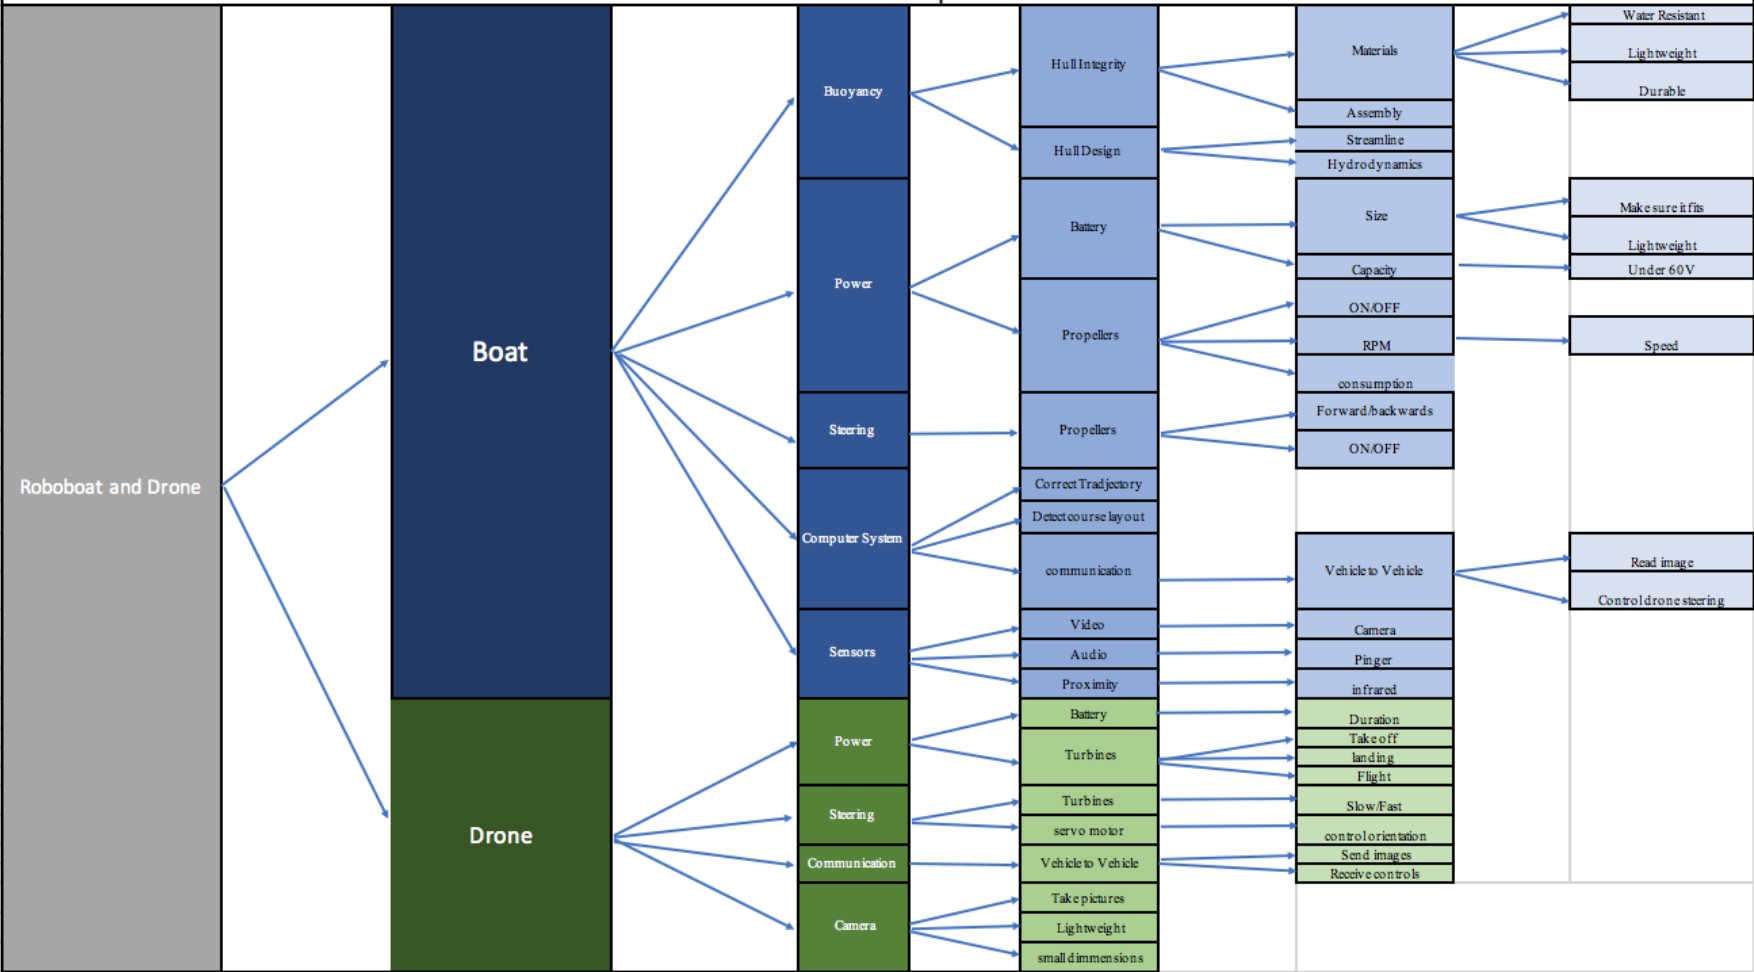 Roboboat and Drone
Boat
Buoyancy
Hull Integrity
Materials
Water Resistant
Lightweight
Durable
Assembly
Hull Design
Streamline
Hydrodynamics
Power
Battery
Size
Make sure it fits
Lightweight
Capacity
Under 60V
Propellers
ON/OFF
RPM
Speed
consumption
Steering
Propellers
Forward/backwards
ON/OFF
Computer System
Correct Tradjectory
Detect course layout
communication
Vehicle to Vehicle
Read image
Control drone steering
Sensors
Video
Camera
Audio
Pinger
Proximity
infrared
Drone
Power
Battery
Duration
Turbines
Take off
landing
Flight
Steering
Turbines
Slow/Fast
servo motor
control orientation
Communication
Vehicle to Vehicle
Send images
Receive controls
Camera
Take pictures
Lightweight
small dimmensions